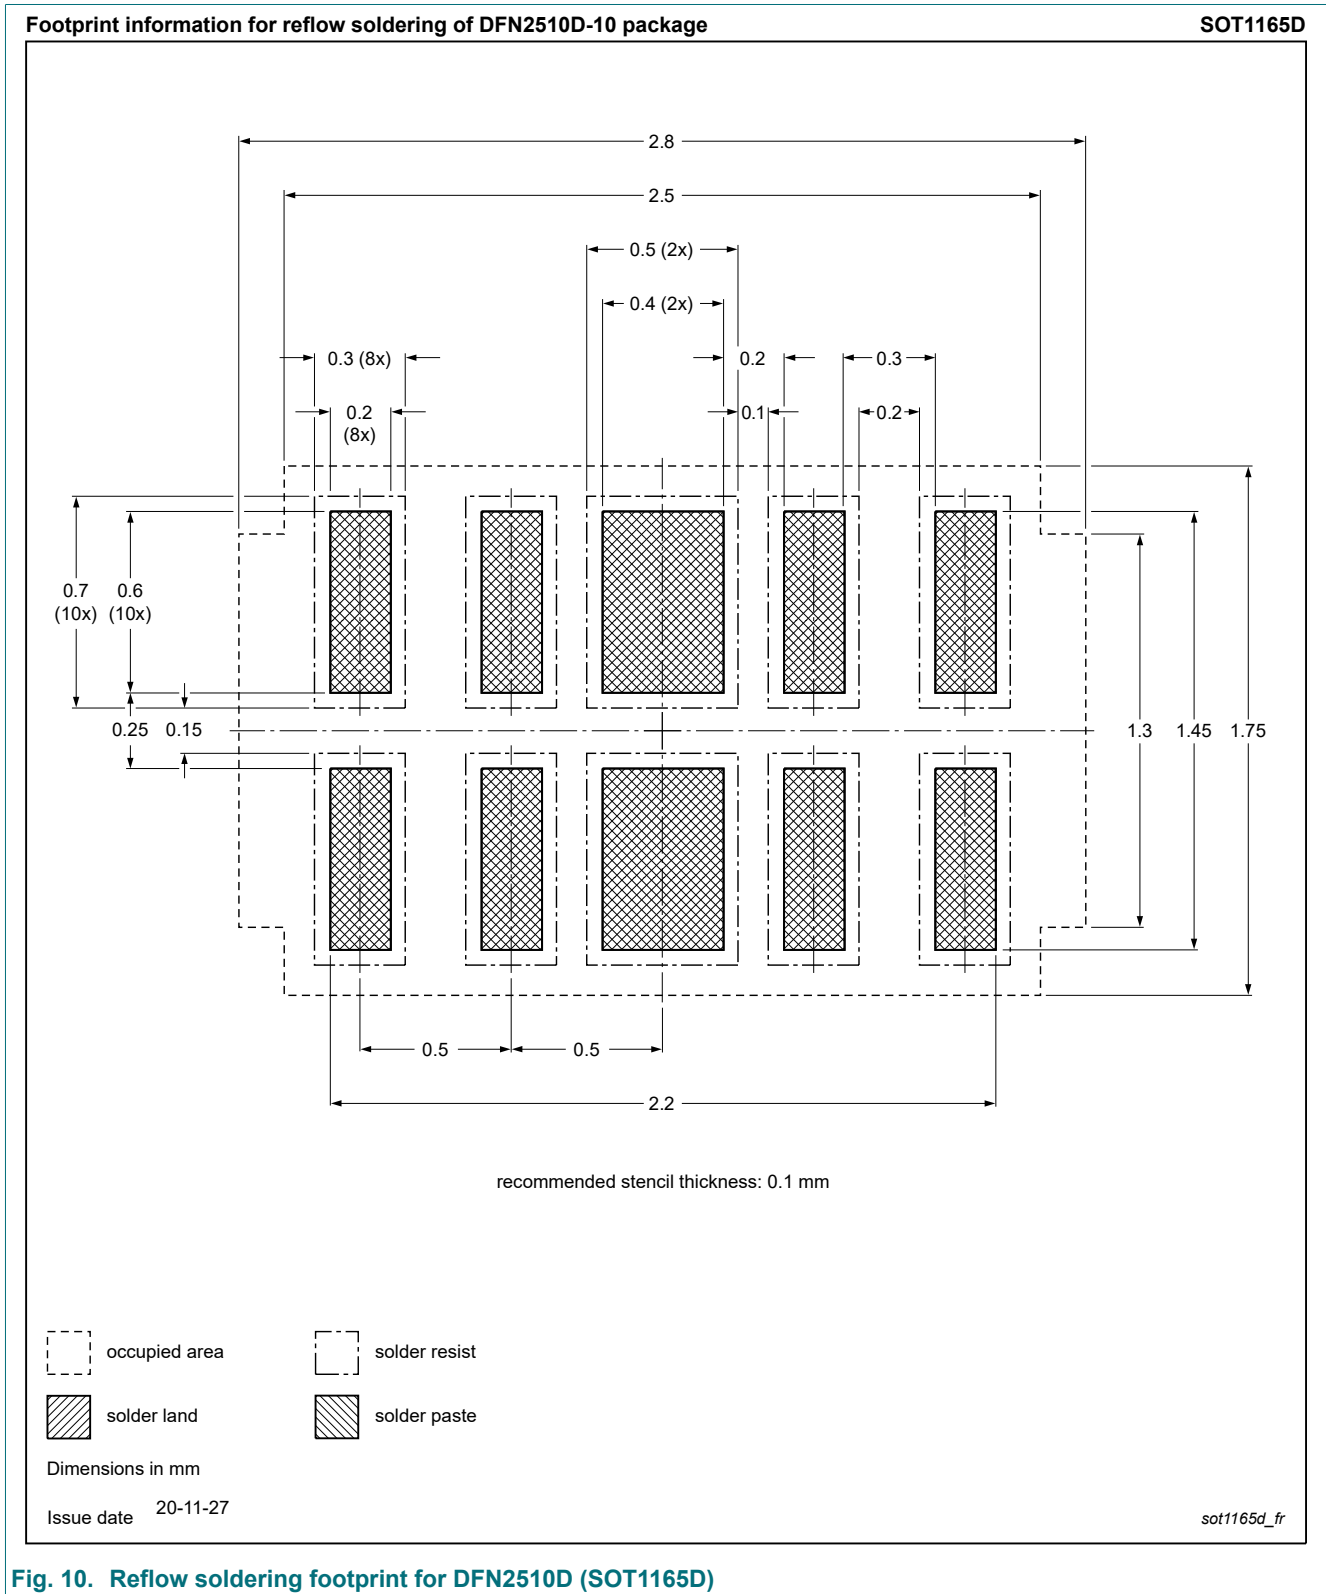 Footprint information for reflow soldering of DFN2510D-10 package SOT1165D
2.8
2.5
0.5 (2x)
0.4 (2x)
0.3 (8x) 0.2 0.3
0.2 0.1 0.2
(8x)
0.7 0.6
(10x) (10x)
0.25 0.15 1.3 1.45 1.75
0.5 0.5
2.2
recommended stencil thickness: 0.1 mm
occupied area solder resist
solder land solder paste
Dimensions in mm
Issue date 20-11-27 sot1165d_fr
Fig. 10. Reflow soldering footprint for DFN2510D (SOT1165D)